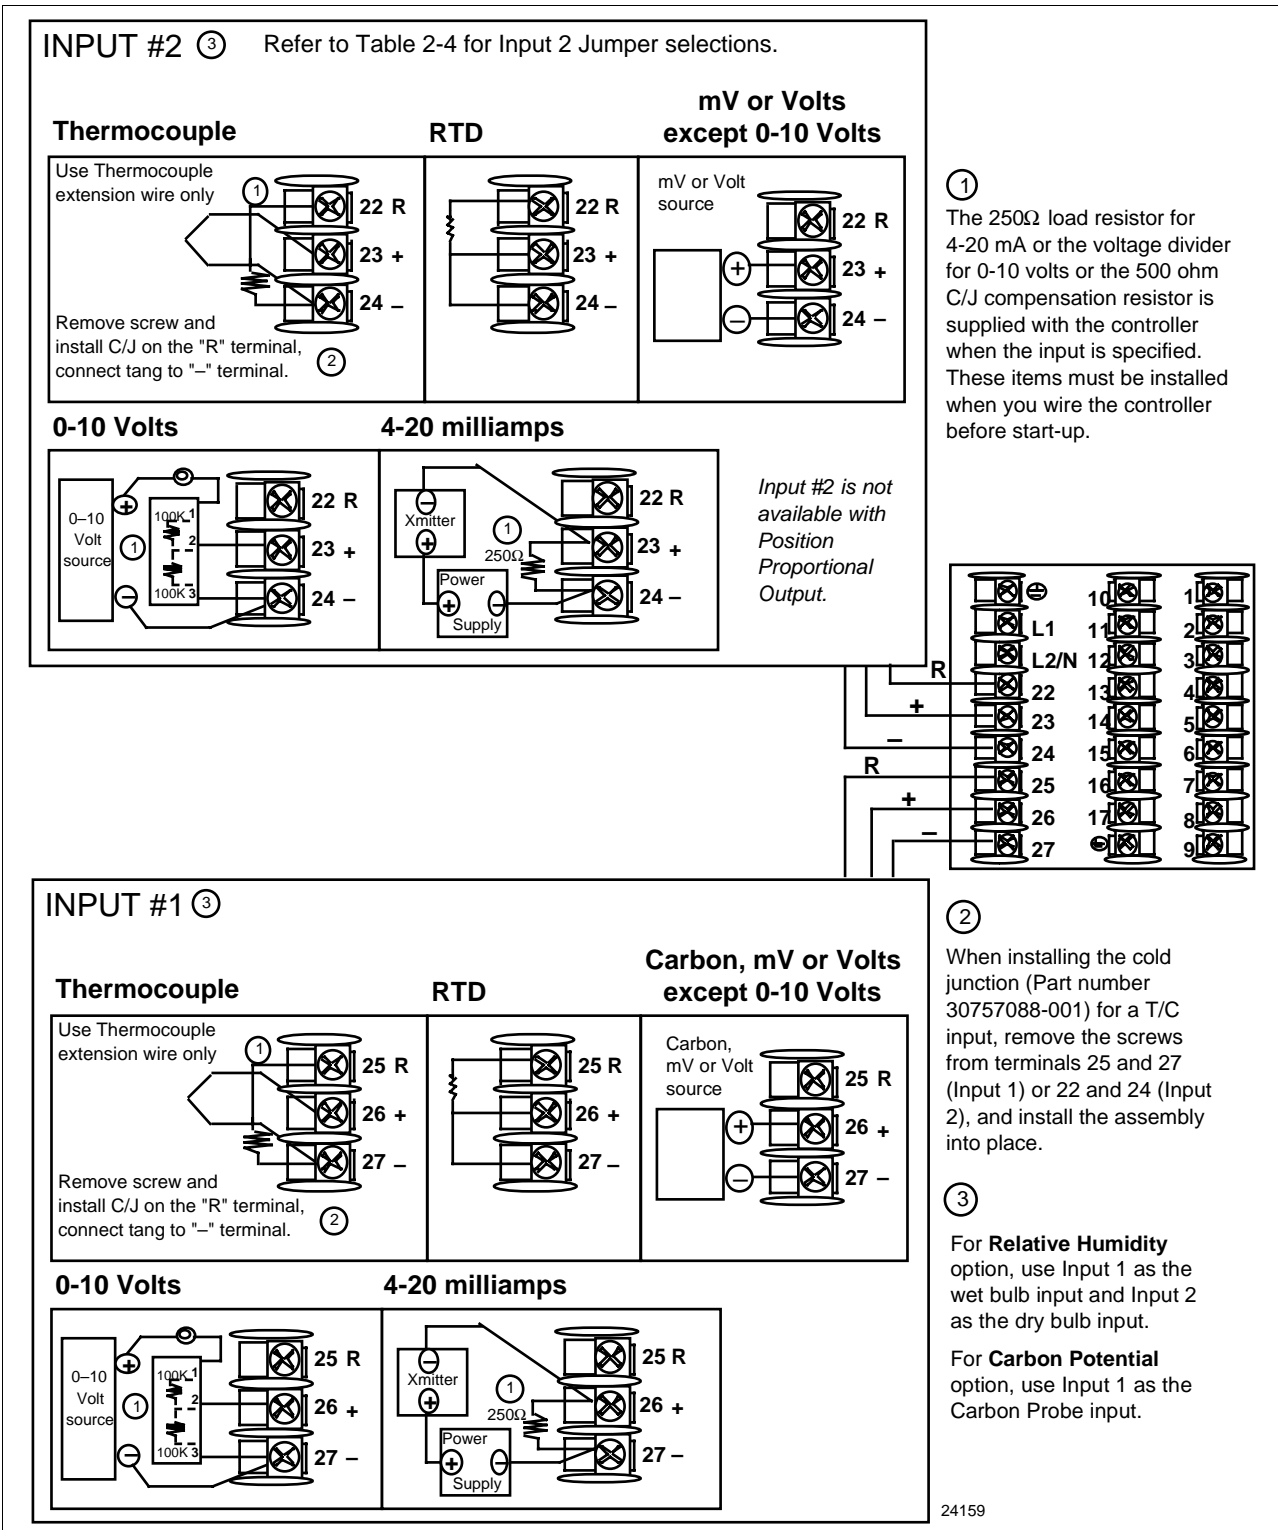 INPUT #2 3 Refer to Table 2-4 for Input 2 Jumper selections.
Thermocouple
RTD
mV or Volts
except 0-10 Volts
Use Thermocouple
extension wire only
1
22 R
23 +
24 –
Remove screw and
install C/J on the "R" terminal,
connect tang to "–" terminal.
2
22 R
23 +
24 –
mV or Volt
source
+
–
22 R
23 +
24 –
0-10 Volts
4-20 milliamps
0–10
Volt
source
+
–
1
100K 1
2
100K 3
22 R
23 +
24 –
–
Xmitter
+
1
250Ω
Power
+ –
Supply
22 R
23 +
24 –
Input #2 is not
available with
Position
Proportional
Output.
1
The 250Ω load resistor for
4-20 mA or the voltage divider
for 0-10 volts or the 500 ohm
C/J compensation resistor is
supplied with the controller
when the input is specified.
These items must be installed
when you wire the controller
before start-up.
R
+
–
R
+
–
L1
L2/N
22
23
24
25
26
27
10
11
12
13
14
15
16
17
1
2
3
4
5
6
7
8
9
INPUT #1 3
Thermocouple
RTD
Carbon, mV or Volts
except 0-10 Volts
Use Thermocouple
extension wire only
1
25 R
26 +
27 –
Remove screw and
install C/J on the "R" terminal,
connect tang to "–" terminal.
2
25 R
26 +
27 –
Carbon,
mV or Volt
source
+
–
25 R
26 +
27 –
0-10 Volts
4-20 milliamps
0–10
Volt
source
+
–
1
100K 1
2
100K 3
25 R
26 +
27 –
–
Xmitter
+
1
250Ω
Power
+ –
Supply
25 R
26 +
27 –
2
When installing the cold
junction (Part number
30757088-001) for a T/C
input, remove the screws
from terminals 25 and 27
(Input 1) or 22 and 24 (Input
2), and install the assembly
into place.
3
For Relative Humidity
option, use Input 1 as the
wet bulb input and Input 2
as the dry bulb input.
For Carbon Potential
option, use Input 1 as the
Carbon Probe input.
24159